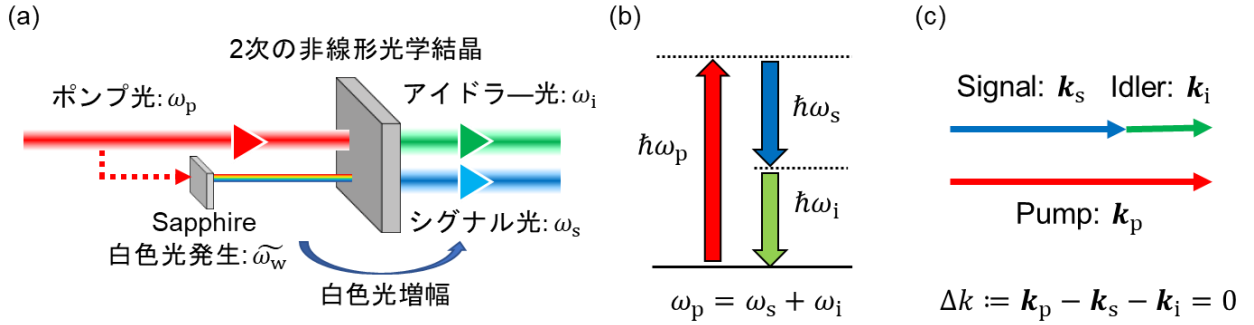 (a)
2次の非線形光学結晶
ポンプ光: ωp
アイドラ―光: ωi
Sapphire
白色光発生: ω̃w
シグナル光: ωs
白色光増幅
(b)
ℏωp
ℏωs
ℏωi
ωp = ωs + ωi
(c)
Signal: ks Idler: ki
Pump: kp
Δk ≔ kp − ks − ki = 0